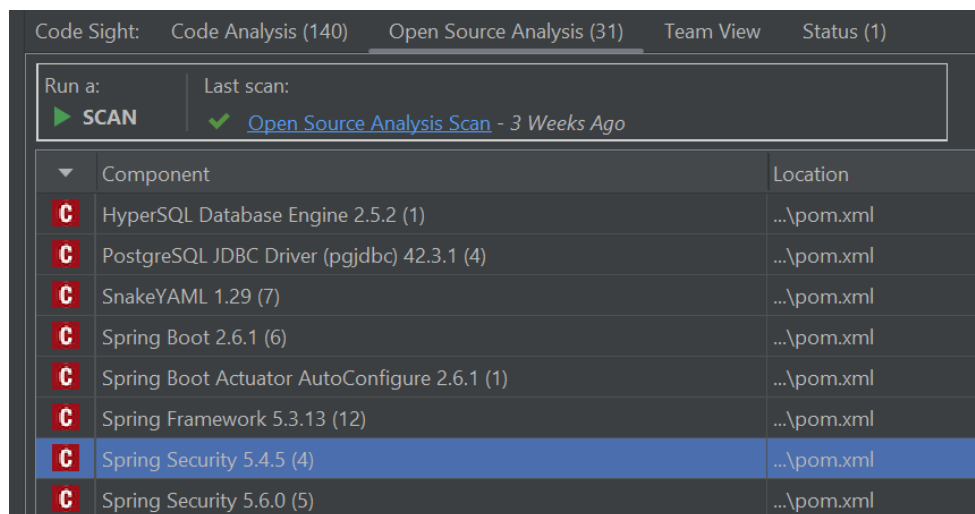 Code Sight: Code Analysis (140) Open Source Analysis (31) Team View Status (1)
Run a: Last scan:
SCAN Open Source Analysis Scan - 3 Weeks Ago
Component Location
C HyperSQL Database Engine 2.5.2 (1) ...\pom.xml
C PostgreSQL JDBC Driver (pgjdbc) 42.3.1 (4) ...\pom.xml
C SnakeYAML 1.29 (7) ...\pom.xml
C Spring Boot 2.6.1 (6) ...\pom.xml
C Spring Boot Actuator AutoConfigure 2.6.1 (1) ...\pom.xml
C Spring Framework 5.3.13 (12) ...\pom.xml
C Spring Security 5.4.5 (4) ...\pom.xml
C Spring Security 5.6.0 (5) ...\pom.xml